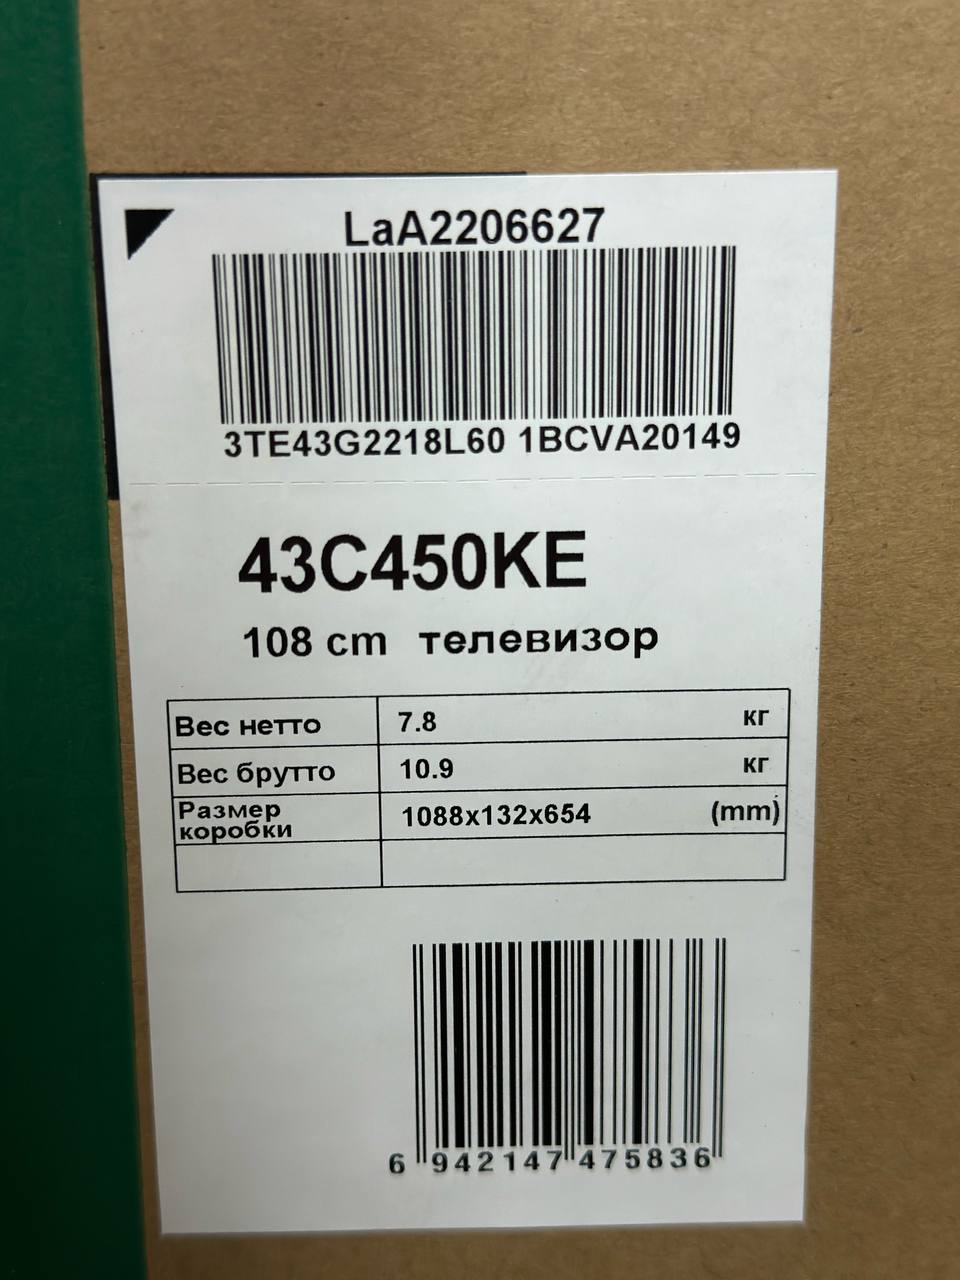 LaA2206627
3TE43G2218L60 1BCVA20149
43C450KE
108 cm телевизор
Вес нетто 7.8 кг
Вес брутто 10.9 кг
Размер коробки 1088x132x654 (mm)
6 942147 475836